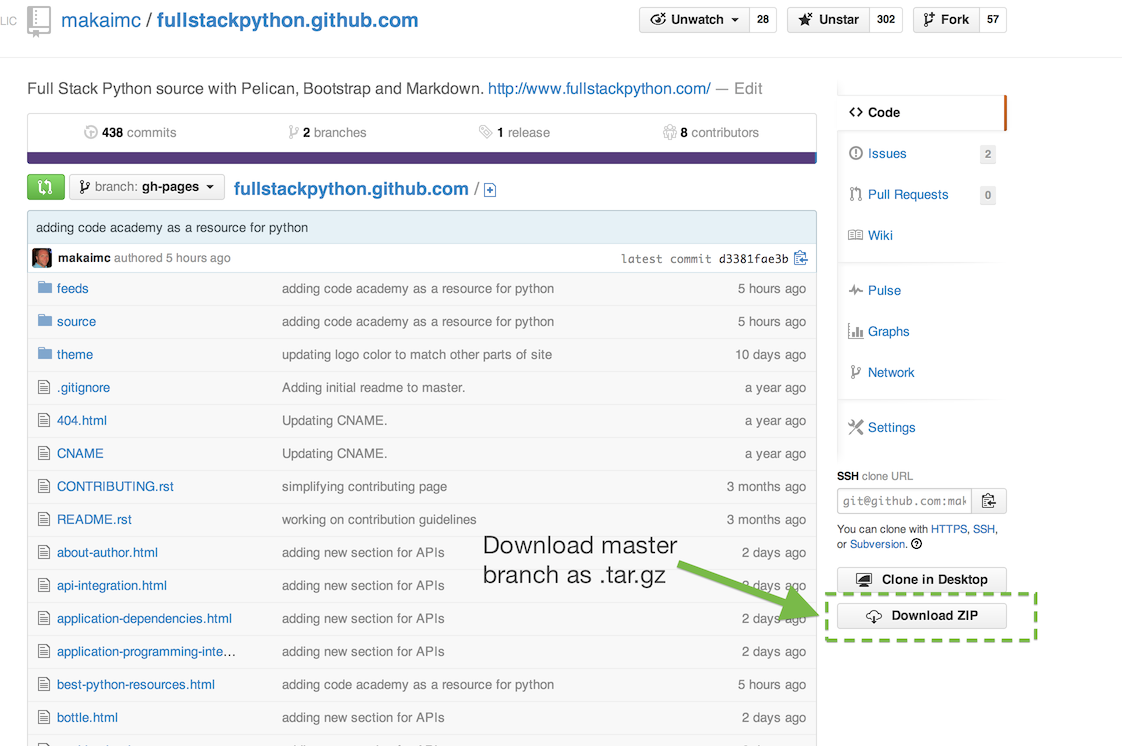 LIC makaimc / fullstackpython.github.com Unwatch 28 Unstar 302 Fork 57
Full Stack Python source with Pelican, Bootstrap and Markdown. http://www.fullstackpython.com/ — Edit
438 commits 2 branches 1 release 8 contributors
branch: gh-pages fullstackpython.github.com /
adding code academy as a resource for python
makaimc authored 5 hours ago latest commit d3381fae3b
feeds adding code academy as a resource for python 5 hours ago
source adding code academy as a resource for python 5 hours ago
theme updating logo color to match other parts of site 10 days ago
.gitignore Adding initial readme to master. a year ago
404.html Updating CNAME. a year ago
CNAME Updating CNAME. a year ago
CONTRIBUTING.rst simplifying contributing page 3 months ago
README.rst working on contribution guidelines 3 months ago
about-author.html adding new section for APIs 2 days ago
api-integration.html adding new section for APIs 2 days ago
application-dependencies.html adding new section for APIs 2 days ago
application-programming-inte… adding new section for APIs 2 days ago
best-python-resources.html adding code academy as a resource for python 5 hours ago
bottle.html adding new section for APIs 2 days ago
Download master
branch as .tar.gz
Code
Issues 2
Pull Requests 0
Wiki
Pulse
Graphs
Network
Settings
SSH clone URL
git@github.com:mak
You can clone with HTTPS, SSH,
or Subversion.
Clone in Desktop
Download ZIP